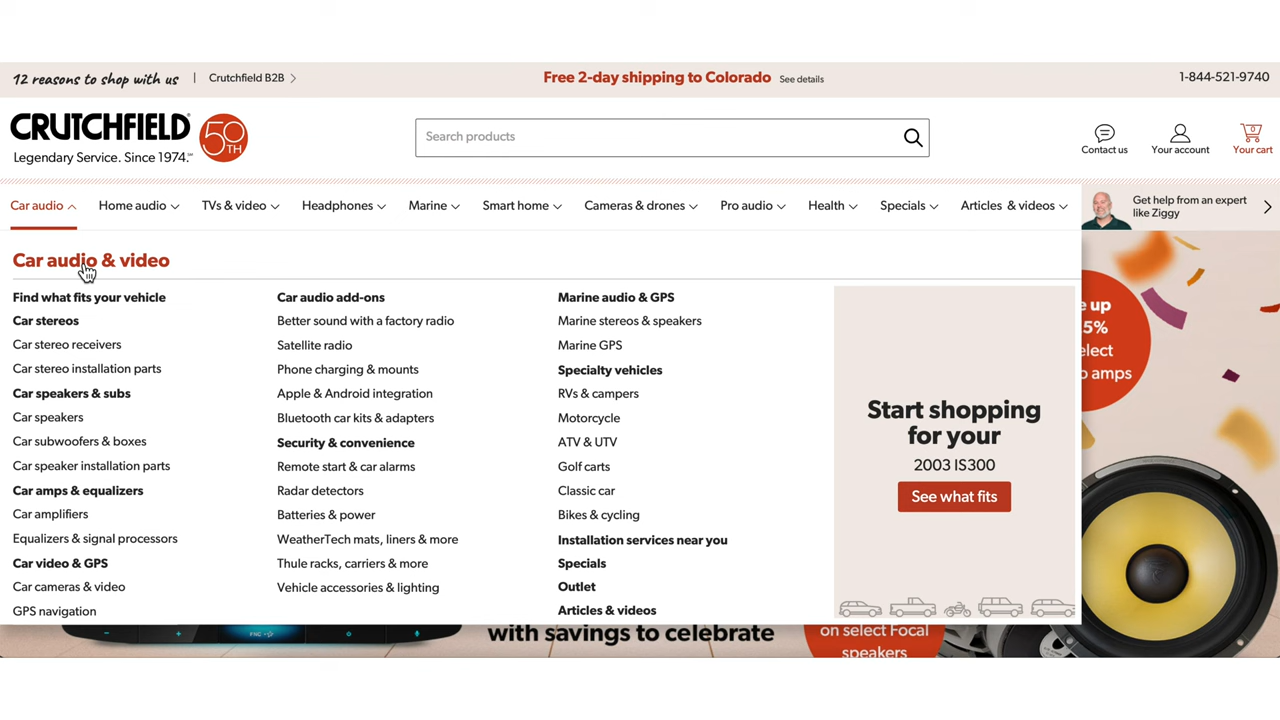 12 reasons to shop with us | Crutchfield B2B
Free 2-day shipping to Colorado See details
1-844-521-9740
CRUTCHFIELD 50TH
Legendary Service. Since 1974.℠
Search products
Contact us
Your account
0
Your cart
Car audio
Home audio
TVs & video
Headphones
Marine
Smart home
Cameras & drones
Pro audio
Health
Specials
Articles & videos
Get help from an expert
like Ziggy
Car audio & video
Find what fits your vehicle
Car stereos
Car stereo receivers
Car stereo installation parts
Car speakers & subs
Car speakers
Car subwoofers & boxes
Car speaker installation parts
Car amps & equalizers
Car amplifiers
Equalizers & signal processors
Car video & GPS
Car cameras & video
GPS navigation
Car audio add-ons
Better sound with a factory radio
Satellite radio
Phone charging & mounts
Apple & Android integration
Bluetooth car kits & adapters
Security & convenience
Remote start & car alarms
Radar detectors
Batteries & power
WeatherTech mats, liners & more
Thule racks, carriers & more
Vehicle accessories & lighting
Marine audio & GPS
Marine stereos & speakers
Marine GPS
Specialty vehicles
RVs & campers
Motorcycle
ATV & UTV
Golf carts
Classic car
Bikes & cycling
Installation services near you
Specials
Outlet
Articles & videos
Start shopping
for your
2003 IS300
See what fits
e up
5%
elect
o amps
FNC
with savings to celebrate
on select Focal
speakers